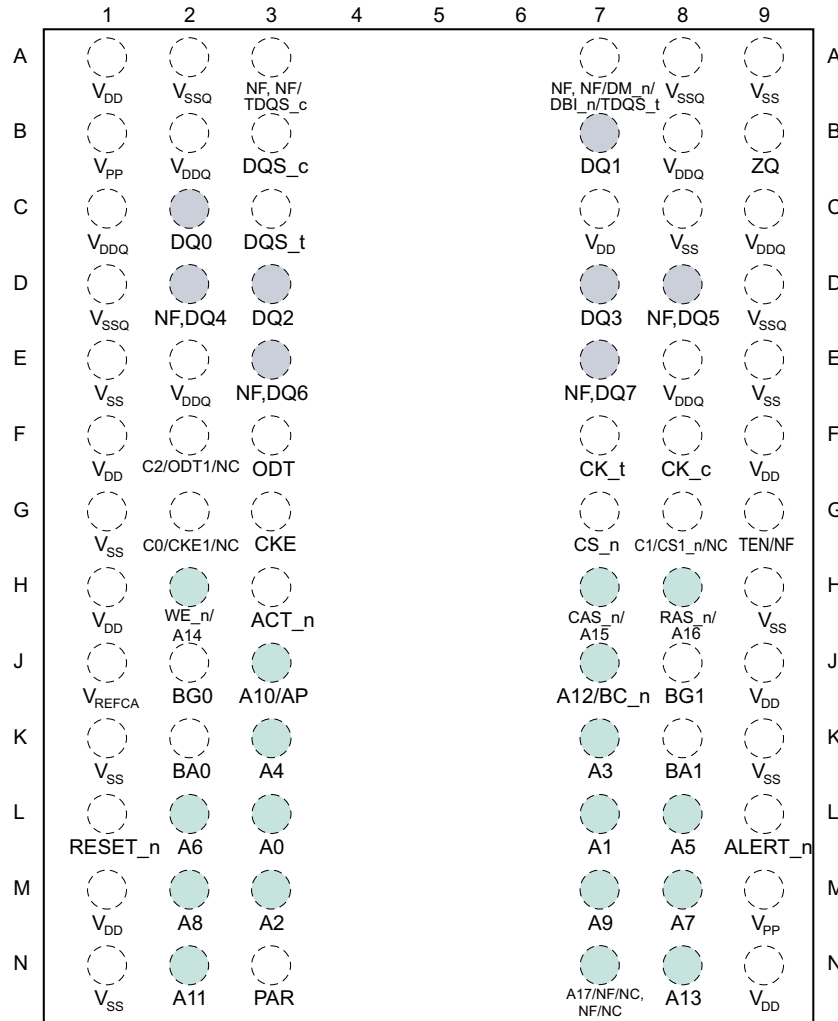 1 2 3 4 5 6 7 8 9
A A
VDD VSSQ NF, NF/ NF, NF/DM_n/ VSSQ VSS
TDQS_c DBI_n/TDQS_t
B B
VPP VDDQ DQS_c DQ1 VDDQ ZQ
C C
VDDQ DQ0 DQS_t VDD VSS VDDQ
D D
VSSQ NF,DQ4 DQ2 DQ3 NF,DQ5 VSSQ
E E
VSS VDDQ NF,DQ6 NF,DQ7 VDDQ VSS
F F
VDD C2/ODT1/NC ODT CK_t CK_c VDD
G G
VSS C0/CKE1/NC CKE CS_n C1/CS1_n/NC TEN/NF
H H
VDD WE_n/ ACT_n CAS_n/ RAS_n/ VSS
A14 A15 A16
J J
VREFCA BG0 A10/AP A12/BC_n BG1 VDD
K K
VSS BA0 A4 A3 BA1 VSS
L L
RESET_n A6 A0 A1 A5 ALERT_n
M M
VDD A8 A2 A9 A7 VPP
N N
VSS A11 PAR A17/NF/NC, A13 VDD
NF/NC